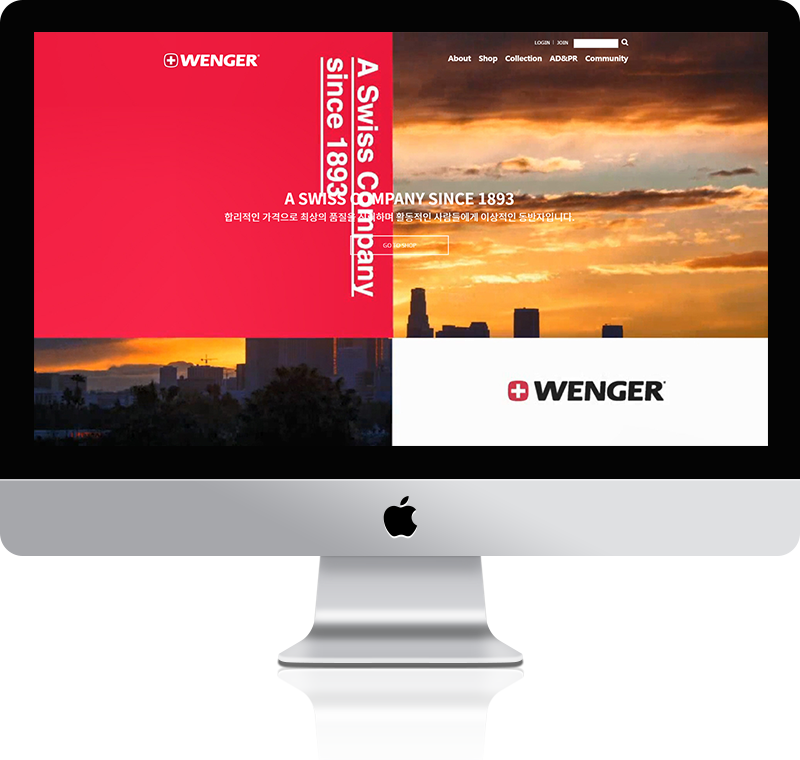 LOGIN | JOIN
WENGER
About Shop Collection AD&PR Community
A Swiss Company
since 1893
A SWISS COMPANY SINCE 1893
합리적인 가격으로 최상의 품질을 하며 활동적인 사람들에게 이상적인 동반자입니다.
GO TO SHOP
WENGER